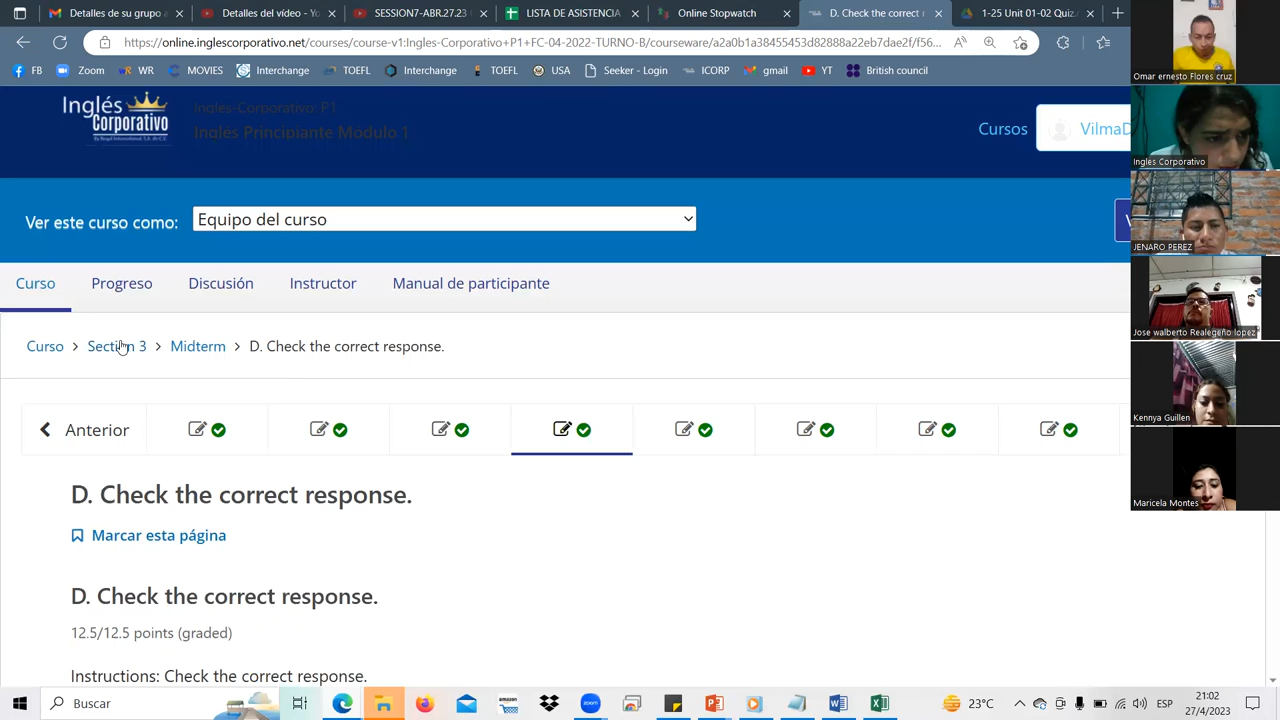 Detalles de su grupo a
Detalles del vídeo - Yo
SESSION7-ABR.27.23
LISTA DE ASISTENCIA
Online Stopwatch
D. Check the correct r
1-25 Unit 01-02 Quiz.
https://online.inglescorporativo.net/courses/course-v1:Ingles-Corporativo+P1+FC-04-2022-TURNO-B/courseware/a2a0b1a38455453d82888a22eb7dae2f/f56...
FB
Zoom
WR
MOVIES
Interchange
TOEFL
Interchange
TOEFL
USA
Seeker - Login
ICORP
gmail
YT
British council
Inglés
Corporativo
Ingles-Corporativo: P1
Inglés Principiante Modulo 1
Cursos
VilmaD
Ver este curso como:
Equipo del curso
Curso
Progreso
Discusión
Instructor
Manual de participante
Curso > Section 3 > Midterm > D. Check the correct response.
Anterior
D. Check the correct response.
Marcar esta página
D. Check the correct response.
12.5/12.5 points (graded)
Instructions: Check the correct response.
Omar ernesto Flores cruz
Ingles Corporativo
JENARO PEREZ
Jose walberto Realegeño lopez
Kennya Guillen
Maricela Montes
Buscar
23°C
ESP
21:02
27/4/2023